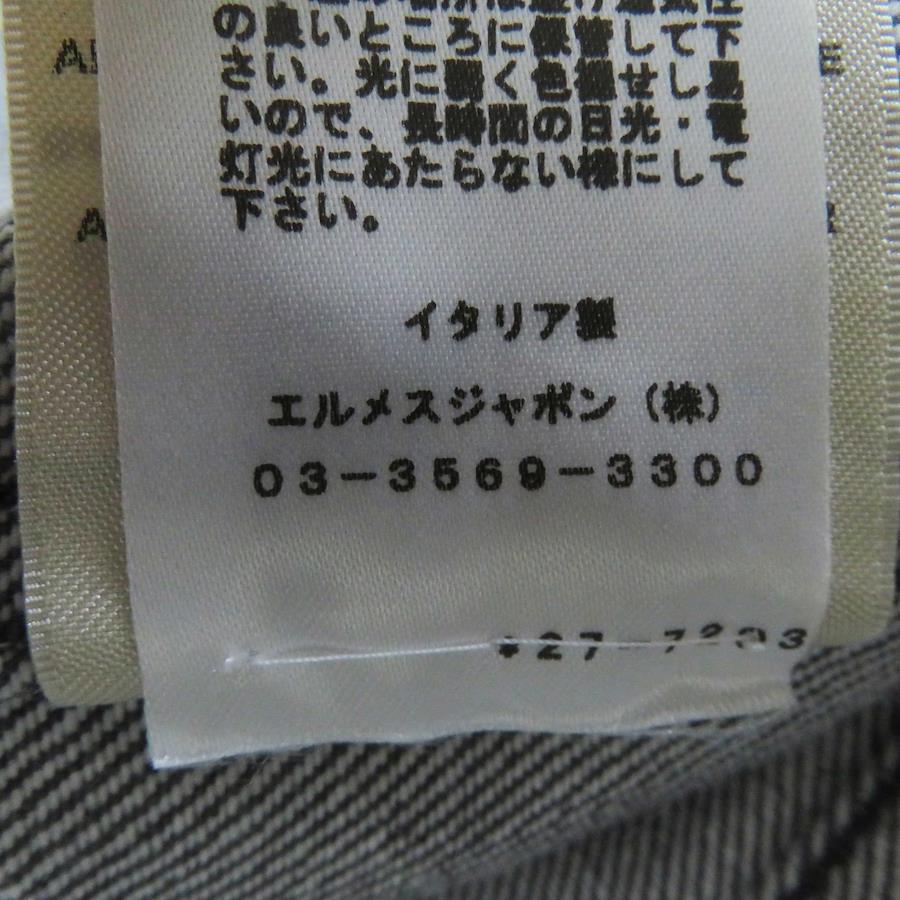 の良いところに保管して下
さい。光に弱く色褪せし易
いので、長時間の日光・電
灯光にあたらない様にして
下さい。
イタリア製
エルメスジャポン（株）
03-3569-3300